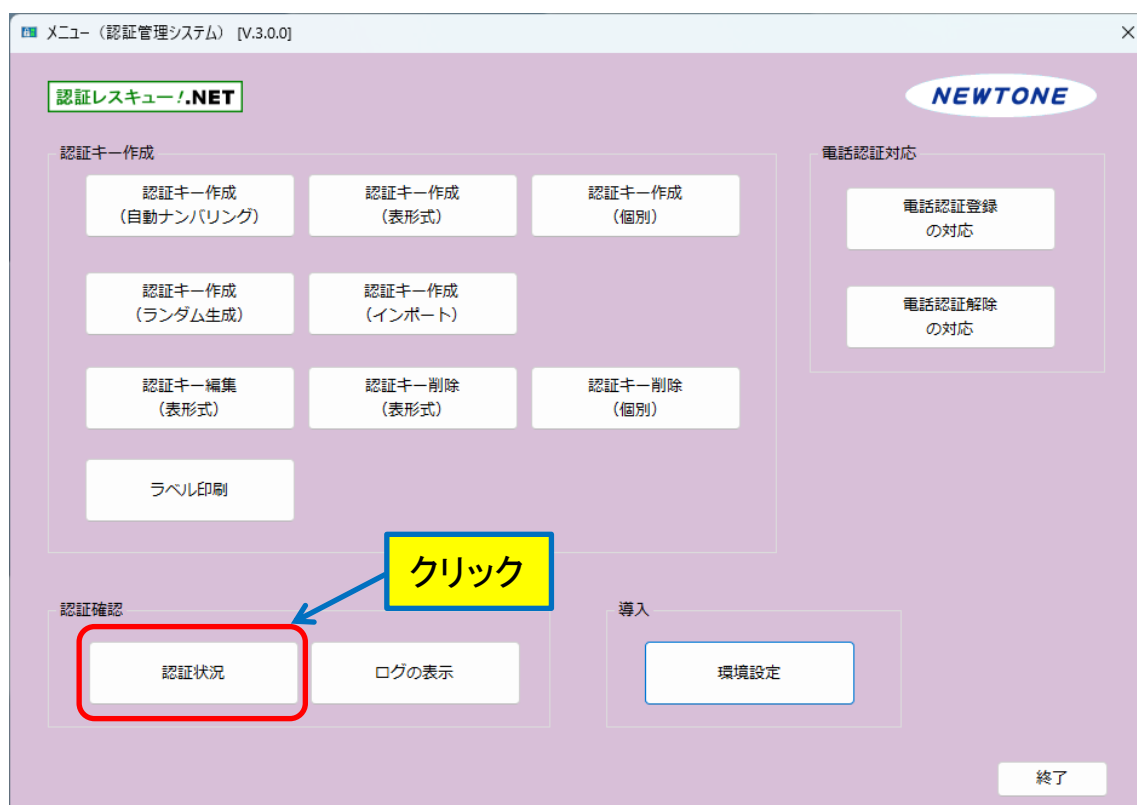 メニュー（認証管理システム） [V.3.0.0]
認証レスキュー!.NET
NEWTONE
認証キー作成
認証キー作成
（自動ナンバリング）
認証キー作成
（表形式）
認証キー作成
（個別）
認証キー作成
（ランダム生成）
認証キー作成
（インポート）
認証キー編集
（表形式）
認証キー削除
（表形式）
認証キー削除
（個別）
ラベル印刷
電話認証対応
電話認証登録
の対応
電話認証解除
の対応
クリック
認証確認
認証状況
ログの表示
導入
環境設定
終了